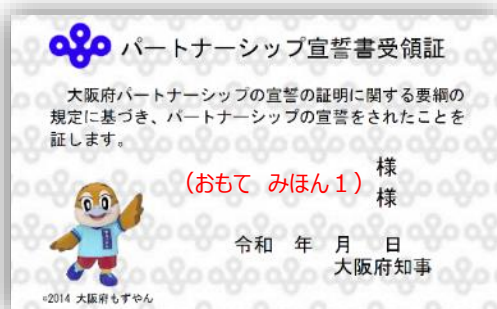 パートナーシップ宣誓書受領証
大阪府パートナーシップの宣誓の証明に関する要綱の
規定に基づき、パートナーシップの宣誓をされたことを
証します。
様
(おもて みほん1)
様
令和 年 月 日
大阪府知事
©2014 大阪府もずやん